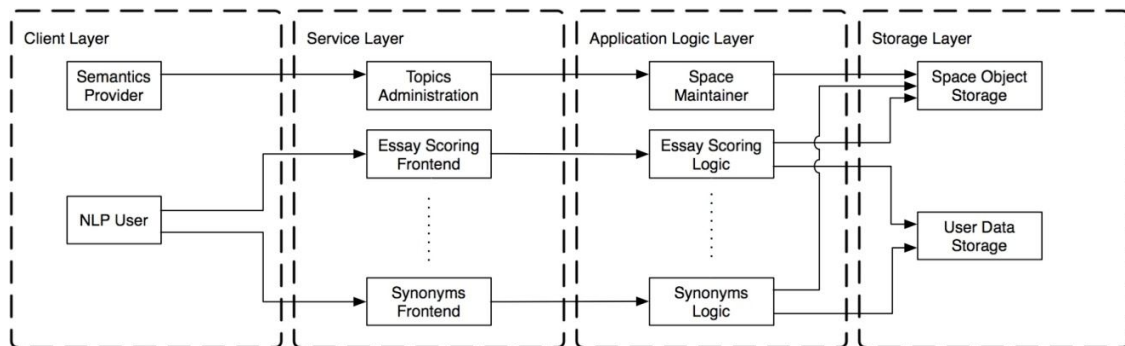 Client Layer
Semantics
Provider
NLP User
Service Layer
Topics
Administration
Essay Scoring
Frontend
Synonyms
Frontend
Application Logic Layer
Space
Maintainer
Essay Scoring
Logic
Synonyms
Logic
Storage Layer
Space Object
Storage
User Data
Storage